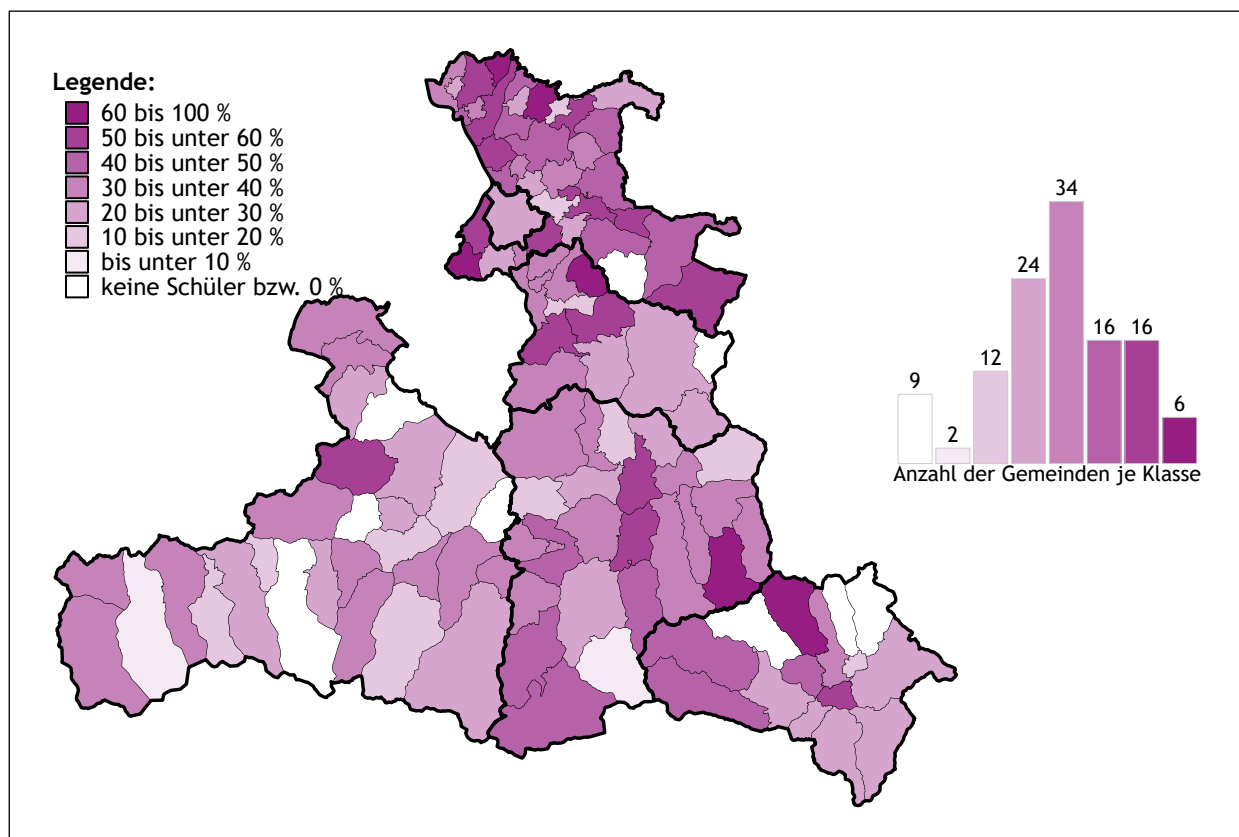 Legende:
60 bis 100 %
50 bis unter 60 %
40 bis unter 50 %
30 bis unter 40 %
20 bis unter 30 %
10 bis unter 20 %
bis unter 10 %
keine Schüler bzw. 0 %
9
2
12
24
34
16
16
6
Anzahl der Gemeinden je Klasse